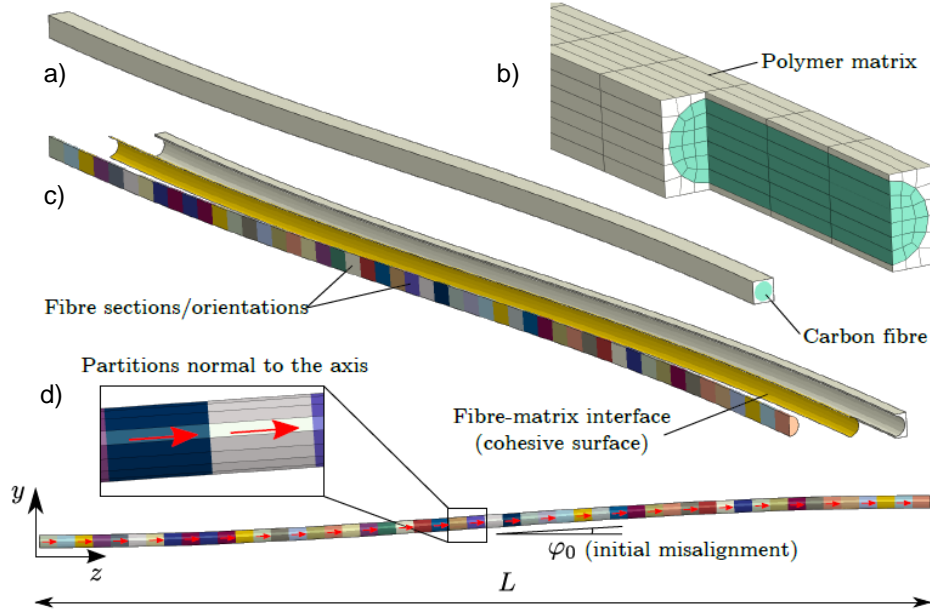 a)
b)
Polymer matrix
c)
Fibre sections/orientations
Carbon fibre
Partitions normal to the axis
d)
Fibre-matrix interface
(cohesive surface)
y
z
φ₀ (initial misalignment)
L